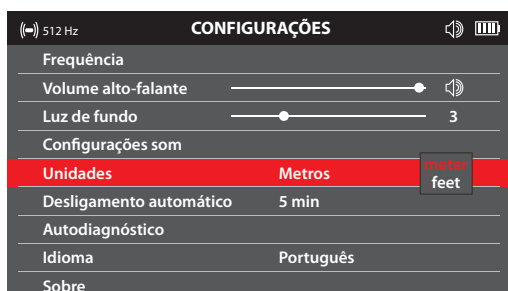 512 Hz CONFIGURAÇÕES
Frequência
Volume alto-falante
Luz de fundo 3
Configurações som
Unidades Metros meter
feet
Desligamento automático 5 min
Autodiagnóstico
Idioma Português
Sobre